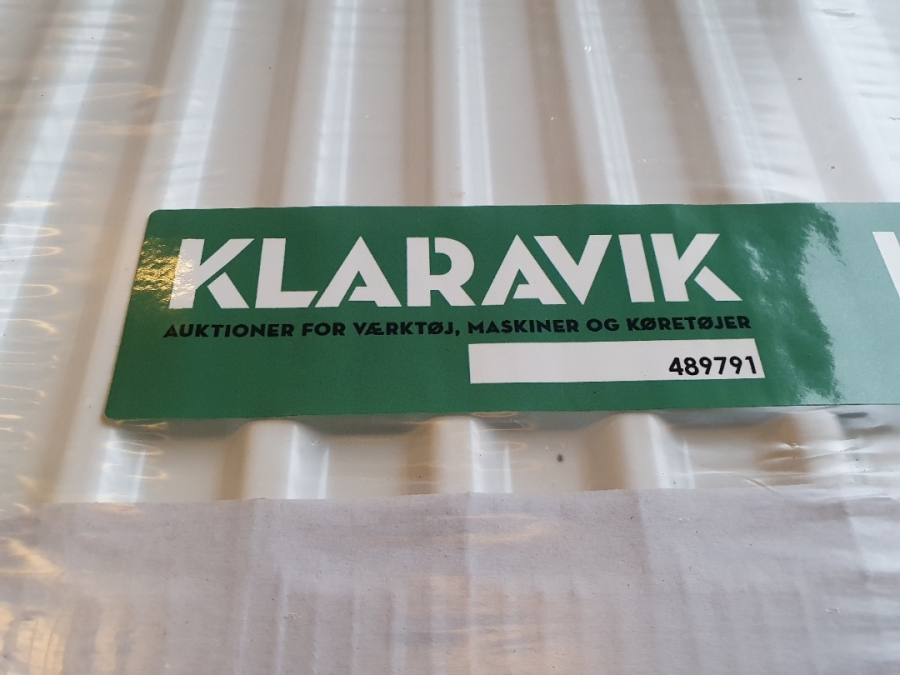 KLARAVIK
AUKTIONER FOR VÆRKTØJ, MASKINER OG KØRETØJER
489791